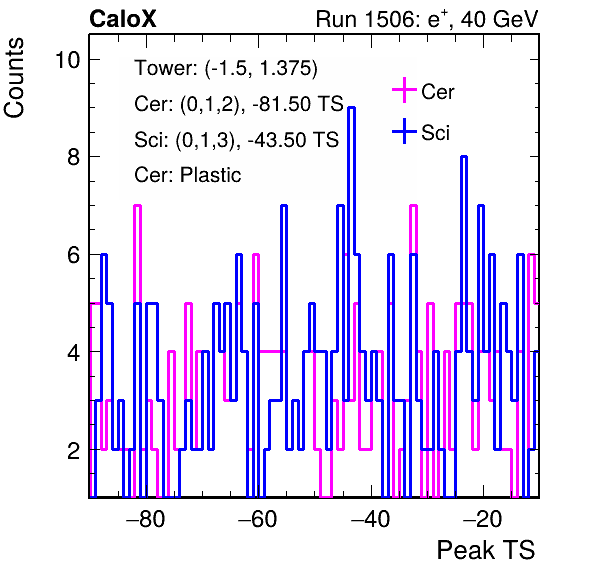 CaloX Run 1506: e⁺, 40 GeV
Counts
Tower: (-1.5, 1.375)
Cer: (0,1,2), -81.50 TS
Sci: (0,1,3), -43.50 TS
Cer: Plastic
Cer
Sci
10
8
6
4
2
−80 −60 −40 −20
Peak TS